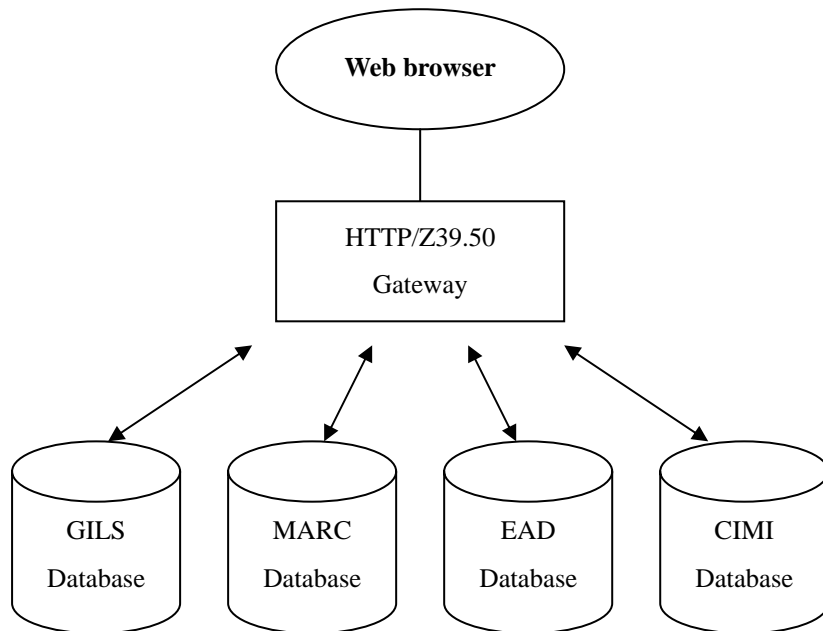 Web browser
HTTP/Z39.50
Gateway
GILS
Database
MARC
Database
EAD
Database
CIMI
Database